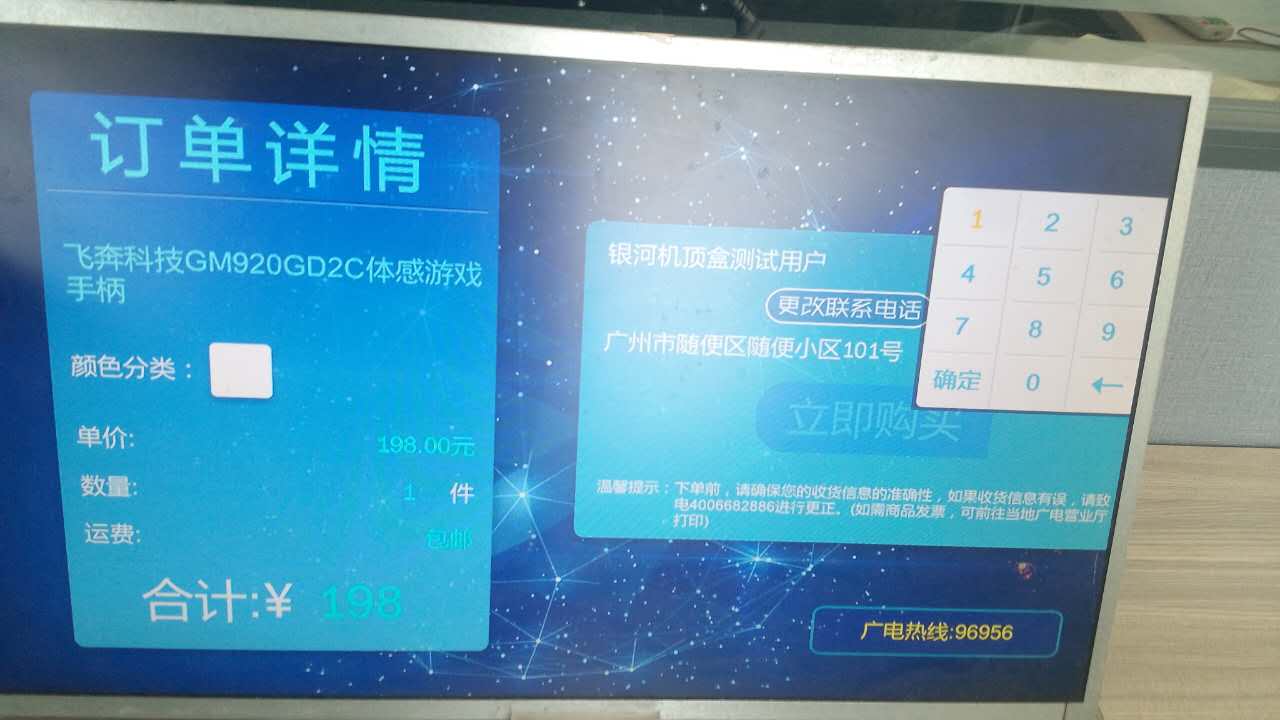 订单详情
飞奔科技GM920GD2C体感游戏
手柄
颜色分类：
单价: 198.00元
数量: 1 件
运费: 包邮
合计:¥ 198
银河机顶盒测试用户
更改联系电话
广州市随便区随便小区101号
立即购买
温馨提示：下单前，请确保您的收货信息的准确性，如果收货信息有误，请致
电4006682886进行更正。(如需商品发票，可前往当地广电营业厅
打印)
1 2 3
4 5 6
7 8 9
确定 0 ←
广电热线:96956